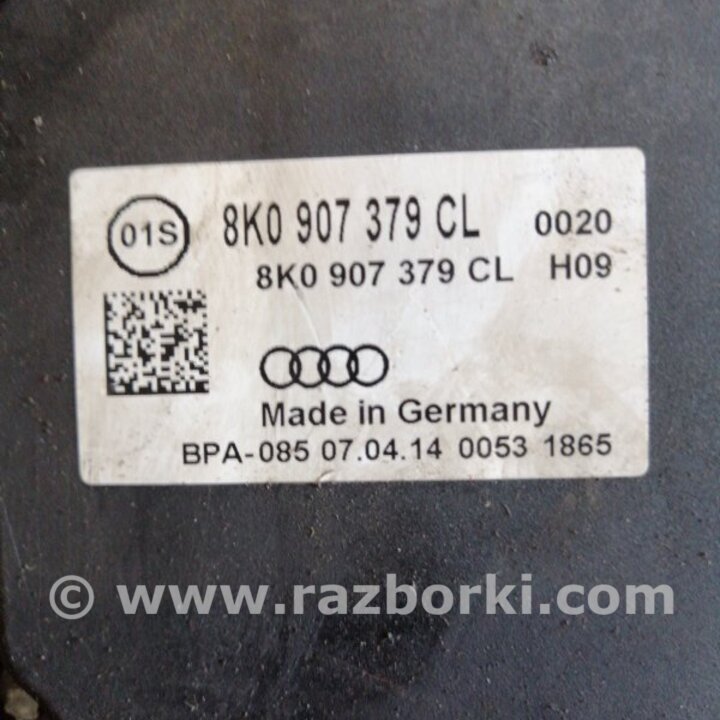 01S 8K0 907 379 CL 0020
8K0 907 379 CL H09
Made in Germany
BPA-085 07.04.14 0053 1865
© www.razborki.com